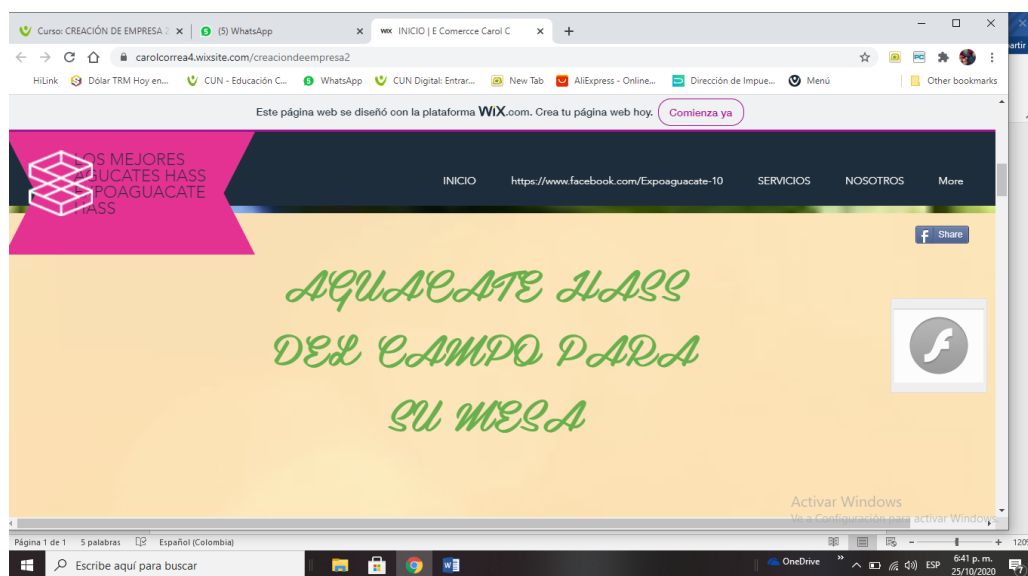 Curso: CREACIÓN DE EMPRESA 2
(5) WhatsApp
INICIO | E Comercce Carol C
carolcorrea4.wixsite.com/creaciondeempresa2
HiLink
Dólar TRM Hoy en...
CUN - Educación C...
WhatsApp
CUN Digital: Entrar...
New Tab
AliExpress - Online...
Dirección de Impue...
Menú
Other bookmarks
Este página web se diseñó con la plataforma WiX.com. Crea tu página web hoy. Comienza ya
LOS MEJORES
AGUCATES HASS
EXPOAGUACATE
HASS
INICIO
https://www.facebook.com/Expoaguacate-10
SERVICIOS
NOSOTROS
More
Share
AGUACATE HASS
DEL CAMPO PARA
SU MESA
Activar Windows
Ve a Configuración para activar Windows.
Página 1 de 1
5 palabras
Español (Colombia)
Escribe aquí para buscar
OneDrive
ESP
6:41 p. m.
25/10/2020